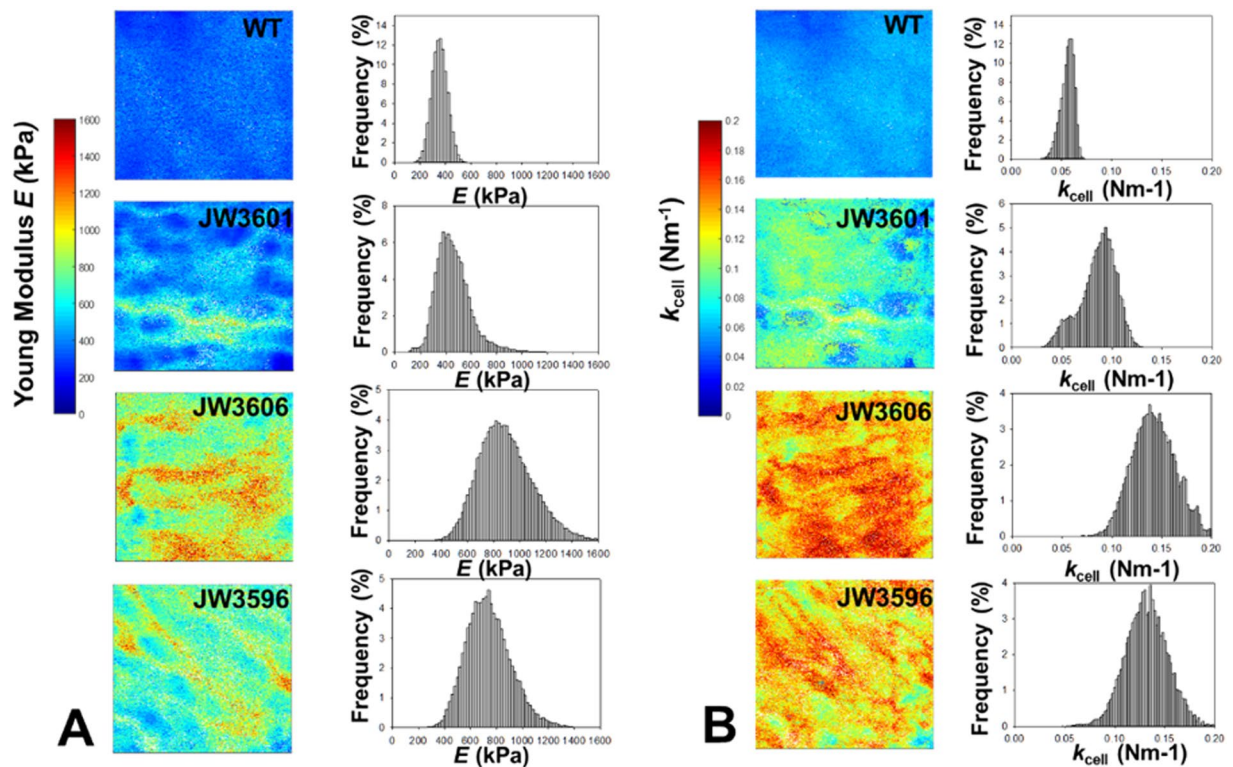 Young Modulus E (kPa)
1600
1400
1200
1000
800
600
400
200
0
WT
Frequency (%)
14
12
10
8
6
4
2
0
0 200 400 600 800 1000 1200 1400 1600
E (kPa)
JW3601
Frequency (%)
8
6
4
2
0
0 200 400 600 800 1000 1200 1400 1600
E (kPa)
JW3606
Frequency (%)
5
4
3
2
1
0
0 200 400 600 800 1000 1200 1400 1600
E (kPa)
JW3596
Frequency (%)
5
4
3
2
1
0
0 200 400 600 800 1000 1200 1400 1600
E (kPa)
A
kcell (Nm-1)
0.2
0.18
0.16
0.14
0.12
0.1
0.08
0.06
0.04
0.02
0
WT
Frequency (%)
14
12
10
8
6
4
2
0
0.00 0.05 0.10 0.15 0.20
kcell (Nm-1)
JW3601
Frequency (%)
6
5
4
3
2
1
0
0.00 0.05 0.10 0.15 0.20
kcell (Nm-1)
JW3606
Frequency (%)
4
3
2
1
0
0.00 0.05 0.10 0.15 0.20
kcell (Nm-1)
JW3596
Frequency (%)
4
3
2
1
0
0.00 0.05 0.10 0.15 0.20
kcell (Nm-1)
B